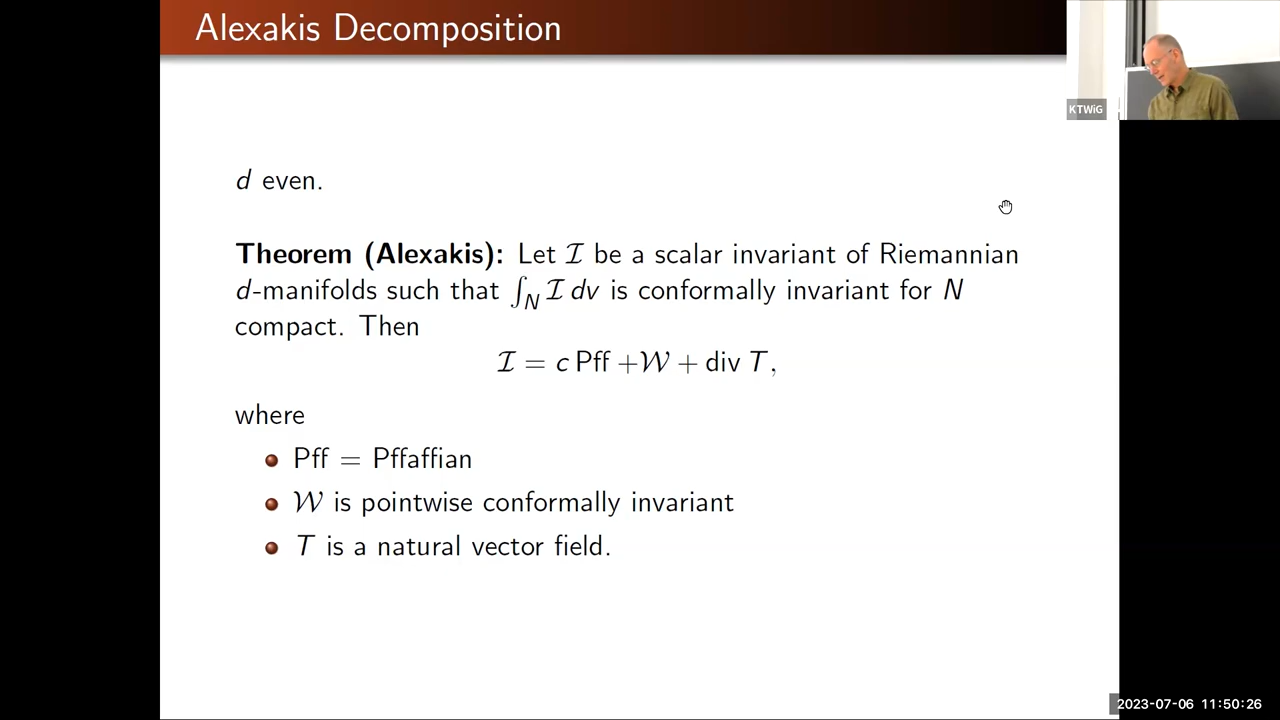 Alexakis Decomposition
KTWiG
d even.
Theorem (Alexakis): Let ℐ be a scalar invariant of Riemannian
d-manifolds such that ∫_N ℐ dv is conformally invariant for N
compact. Then
ℐ = c Pff +𝒲 + div T,
where
Pff = Pffaffian
𝒲 is pointwise conformally invariant
T is a natural vector field.
2023-07-06 11:50:26